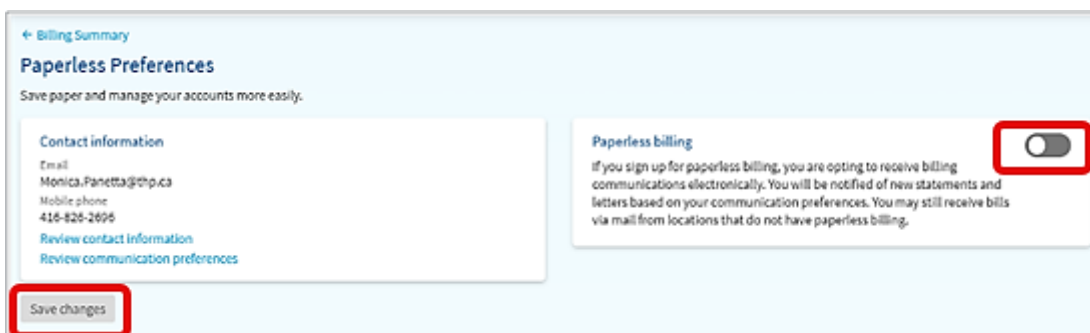 ← Billing Summary
Paperless Preferences
Save paper and manage your accounts more easily.
Contact information
Email
Monica.Panetta@thp.ca
Mobile phone
416-826-2696
Review contact information
Review communication preferences
Paperless billing
If you sign up for paperless billing, you are opting to receive billing
communications electronically. You will be notified of new statements and
letters based on your communication preferences. You may still receive bills
via mail from locations that do not have paperless billing.
Save changes